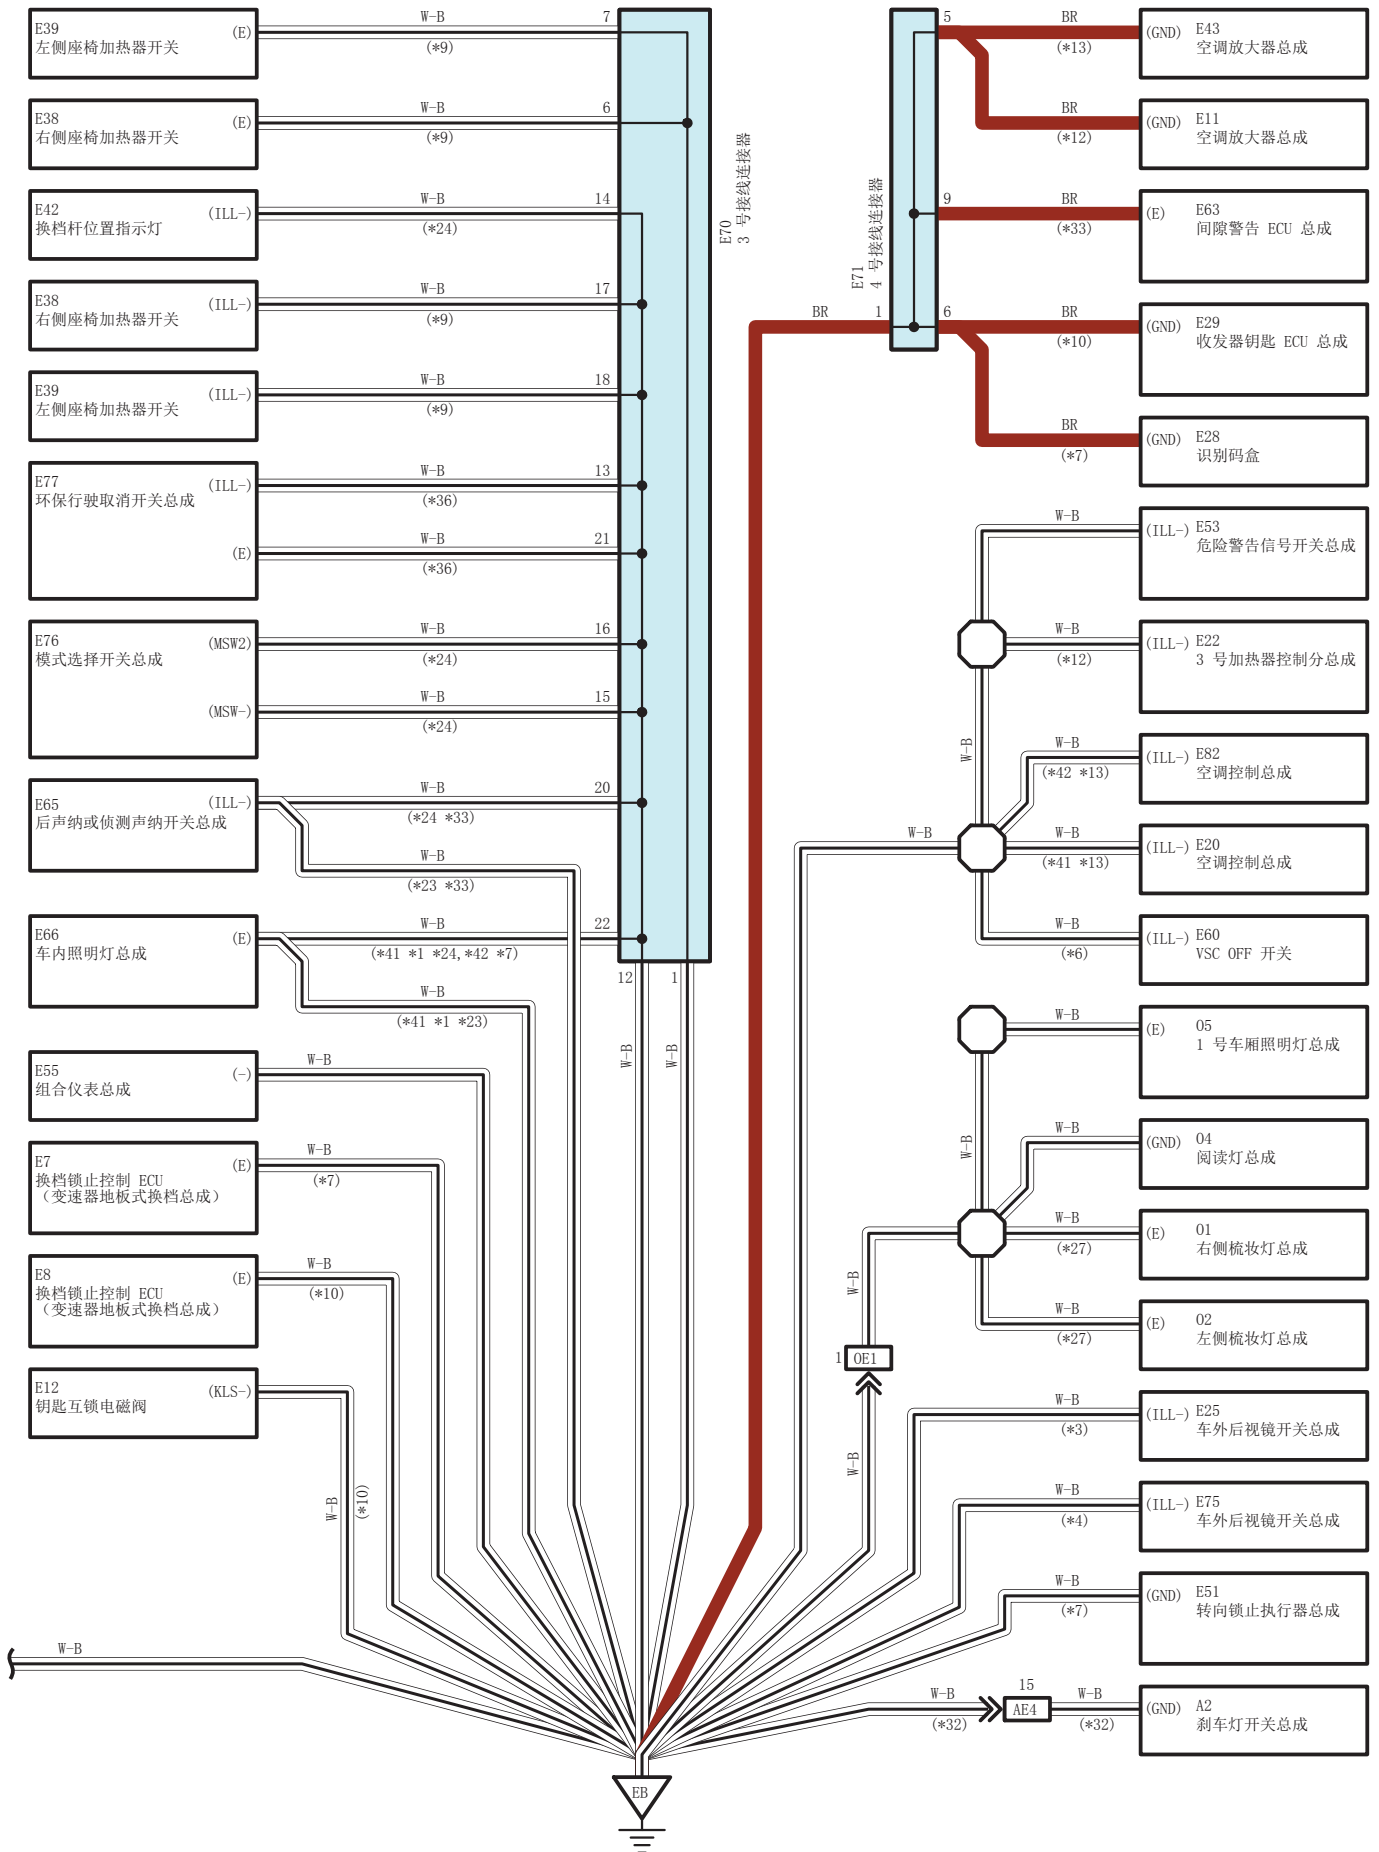 E39
左侧座椅加热器开关
(E)
W-B
(*9)
7
E38
右侧座椅加热器开关
(E)
W-B
(*9)
6
E42
换档杆位置指示灯
(ILL-)
W-B
(*24)
14
E38
右侧座椅加热器开关
(ILL-)
W-B
(*9)
17
E39
左侧座椅加热器开关
(ILL-)
W-B
(*9)
18
E77
环保行驶取消开关总成
(ILL-)
W-B
(*36)
13
(E)
W-B
(*36)
21
E76
模式选择开关总成
(MSW2)
W-B
(*24)
16
(MSW-)
W-B
(*24)
15
E65
后声纳或侦测声纳开关总成
(ILL-)
W-B
(*24 *33)
20
W-B
(*23 *33)
E66
车内照明灯总成
(E)
W-B
(*41 *1 *24,*42 *7)
22
W-B
(*41 *1 *23)
E55
组合仪表总成
(-)
W-B
E7
换档锁止控制 ECU
（变速器地板式换档总成）
(E)
W-B
(*7)
E8
换档锁止控制 ECU
（变速器地板式换档总成）
(E)
W-B
(*10)
E12
钥匙互锁电磁阀
(KLS-)
W-B
(*10)
W-B
E70
3 号接线连接器
12
1
W-B
W-B
E71
4 号接线连接器
BR
1
5
BR
(*13)
(GND)
E43
空调放大器总成
BR
(*12)
(GND)
E11
空调放大器总成
9
BR
(*33)
(E)
E63
间隙警告 ECU 总成
6
BR
(*10)
(GND)
E29
收发器钥匙 ECU 总成
BR
(*7)
(GND)
E28
识别码盒
W-B
(ILL-)
E53
危险警告信号开关总成
W-B
(*12)
(ILL-)
E22
3 号加热器控制分总成
W-B
W-B
(*42 *13)
(ILL-)
E82
空调控制总成
W-B
W-B
(*41 *13)
(ILL-)
E20
空调控制总成
W-B
(*6)
(ILL-)
E60
VSC OFF 开关
W-B
(E)
O5
1 号车厢照明灯总成
W-B
W-B
(GND)
O4
阅读灯总成
W-B
(*27)
(E)
O1
右侧梳妆灯总成
W-B
W-B
(*27)
(E)
O2
左侧梳妆灯总成
1
OE1
W-B
W-B
(*3)
(ILL-)
E25
车外后视镜开关总成
W-B
(*4)
(ILL-)
E75
车外后视镜开关总成
W-B
(*7)
(GND)
E51
转向锁止执行器总成
W-B
(*32)
15
AE4
W-B
(*32)
(GND)
A2
刹车灯开关总成
EB